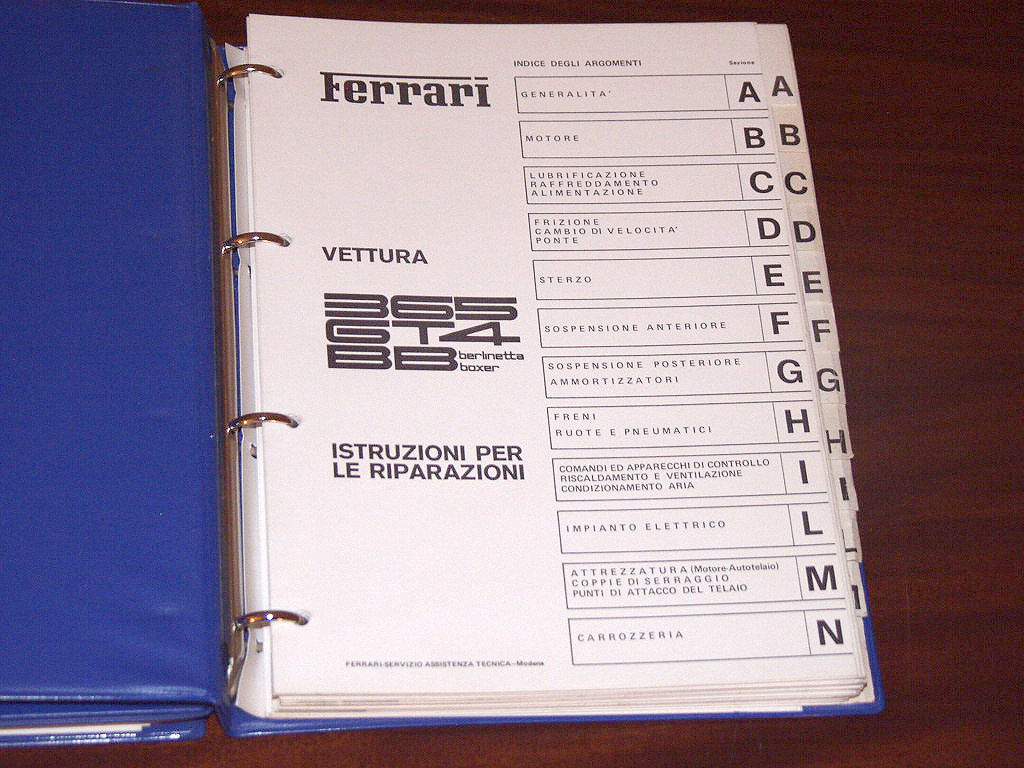 Ferrari
VETTURA
365
GT4
BB berlinetta
boxer
ISTRUZIONI PER
LE RIPARAZIONI
FERRARI-SERVIZIO ASSISTENZA TECNICA-Modena
INDICE DEGLI ARGOMENTI Sezione
GENERALITA' A
MOTORE B
LUBRIFICAZIONE
RAFFREDDAMENTO
ALIMENTAZIONE C
FRIZIONE
CAMBIO DI VELOCITA'
PONTE D
STERZO E
SOSPENSIONE ANTERIORE F
SOSPENSIONE POSTERIORE
AMMORTIZZATORI G
FRENI
RUOTE E PNEUMATICI H
COMANDI ED APPARECCHI DI CONTROLLO
RISCALDAMENTO E VENTILAZIONE
CONDIZIONAMENTO ARIA I
IMPIANTO ELETTRICO L
ATTREZZATURA (Motore-Autotelaio)
COPPIE DI SERRAGGIO
PUNTI DI ATTACCO DEL TELAIO M
CARROZZERIA N
A
B
C
D
E
F
G
H
I
L